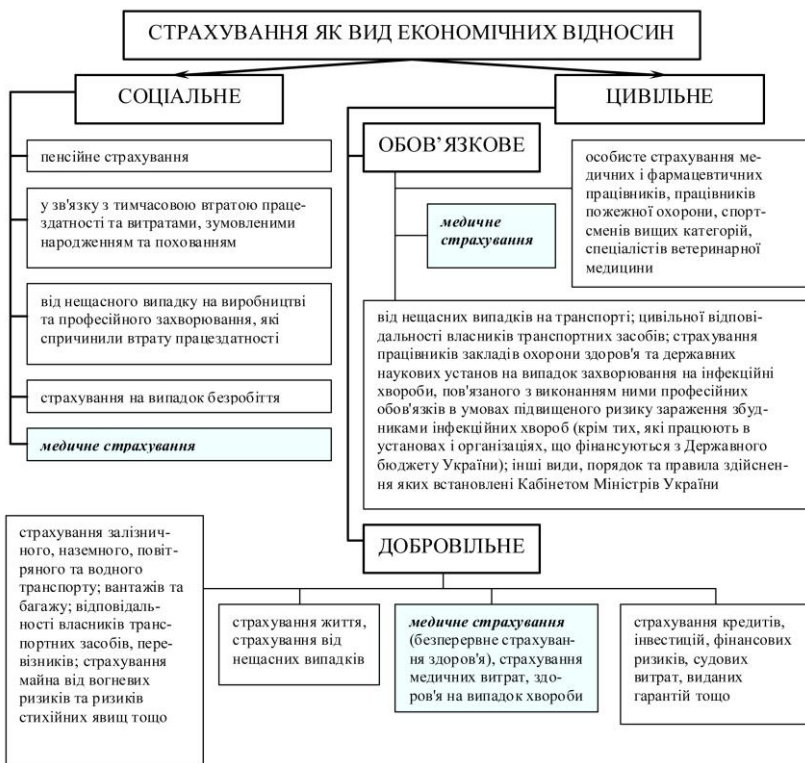 СТРАХУВАННЯ ЯК ВИД ЕКОНОМІЧНИХ ВІДНОСИН
СОЦІАЛЬНЕ
пенсійне страхування
у зв'язку з тимчасовою втратою праце-
здатності та витратами, зумовленими
народженням та похованням
від нещасного випадку на виробництві
та професійного захворювання, які
спричинили втрату працездатності
страхування на випадок безробіття
медичне страхування
ЦИВІЛЬНЕ
ОБОВ’ЯЗКОВЕ
медичне
страхування
особисте страхування ме-
дичних і фармацевтичних
працівників, працівників
пожежної охорони, спорт-
сменів вищих категорій,
спеціалістів ветеринарної
медицини
від нещасних випадків на транспорті; цивільної відпові-
дальності власників транспортних засобів; страхування
працівників закладів охорони здоров'я та державних
наукових установ на випадок захворювання на інфекційні
хвороби, пов'язаного з виконанням ними професійних
обов'язків в умовах підвищеного ризику зараження збуд-
никами інфекційних хвороб (крім тих, які працюють в
установах і організаціях, що фінансуються з Державного
бюджету України); інші види, порядок та правила здійснен-
ня яких встановлені Кабінетом Міністрів України
ДОБРОВІЛЬНЕ
страхування залізнич-
ного, наземного, повіт-
ряного та водного
транспорту; вантажів та
багажу; відповідаль-
ності власників транс-
портних засобів, пере-
візників; страхування
майна від вогневих
ризиків та ризиків
стихійних явищ тощо
страхування життя,
страхування від
нещасних випадків
медичне страхування
(безперервне страхуван-
ня здоров'я), страхування
медичних витрат, здо-
ров'я на випадок хвороби
страхування кредитів,
інвестицій, фінансових
ризиків, судових
витрат, виданих
гарантій тощо